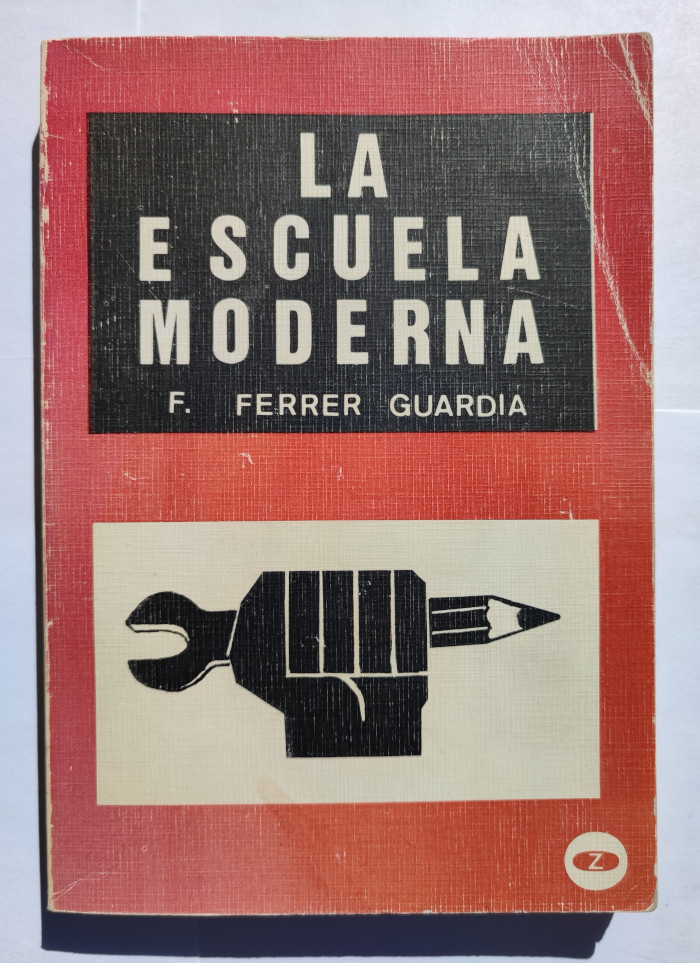 LA
ESCUELA
MODERNA
F. FERRER GUARDIA
Z